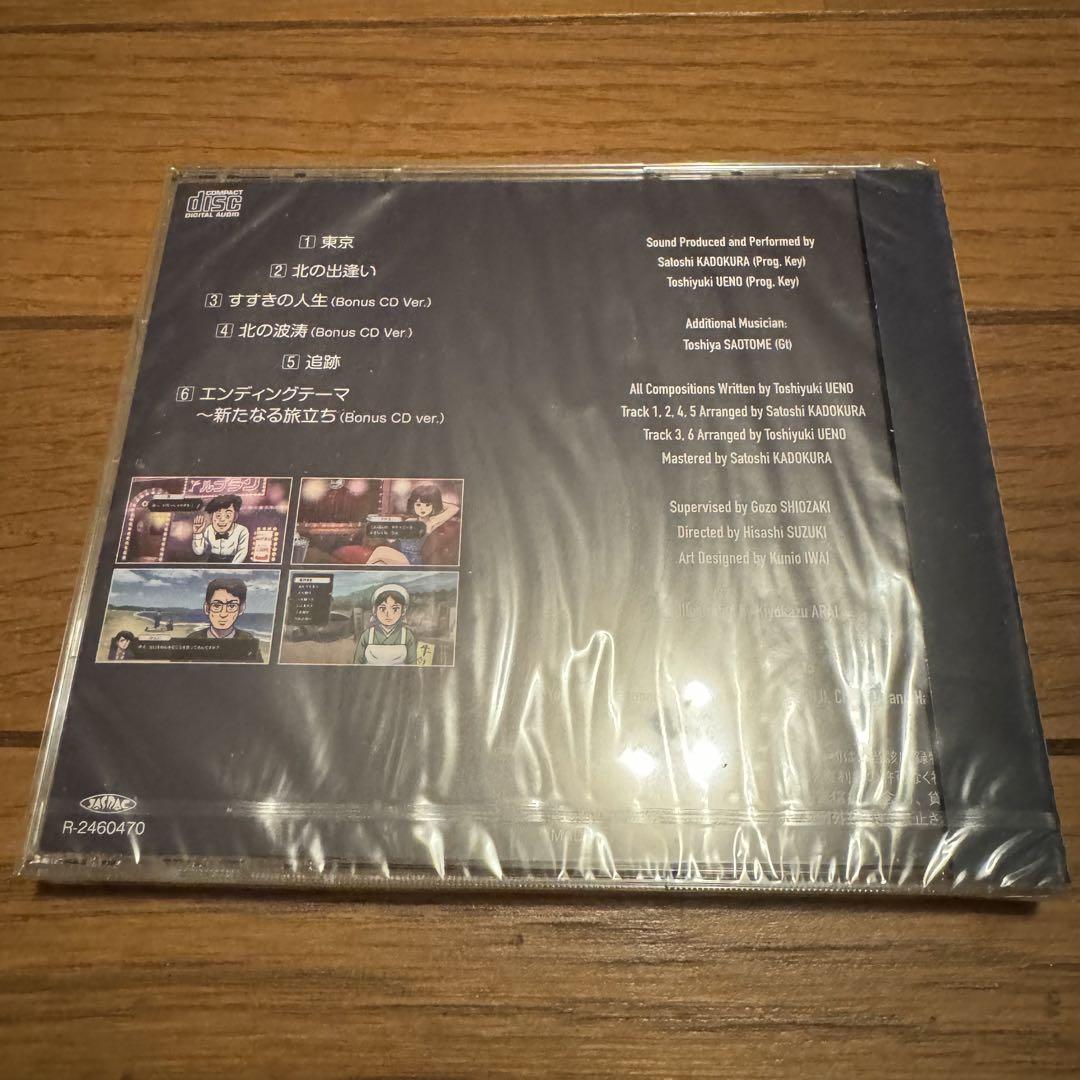 COMPACT
disc
DIGITAL AUDIO
1 東京
2 北の出逢い
3 すすきの人生 (Bonus CD Ver.)
4 北の波涛 (Bonus CD Ver.)
5 追跡
6 エンディングテーマ
～新たなる旅立ち (Bonus CD ver.)
Sound Produced and Performed by
Satoshi KADOKURA (Prog. Key)
Toshiyuki UENO (Prog. Key)
Additional Musician:
Toshiya SAOTOME (Gt)
All Compositions Written by Toshiyuki UENO
Track 1, 2, 4, 5 Arranged by Satoshi KADOKURA
Track 3, 6 Arranged by Toshiyuki UENO
Mastered by Satoshi KADOKURA
Supervised by Gozo SHIOZAKI
Directed by Hisashi SUZUKI
Art Designed by Kunio IWAI
Kiyokazu ARAI
JASRAC
R-2460470